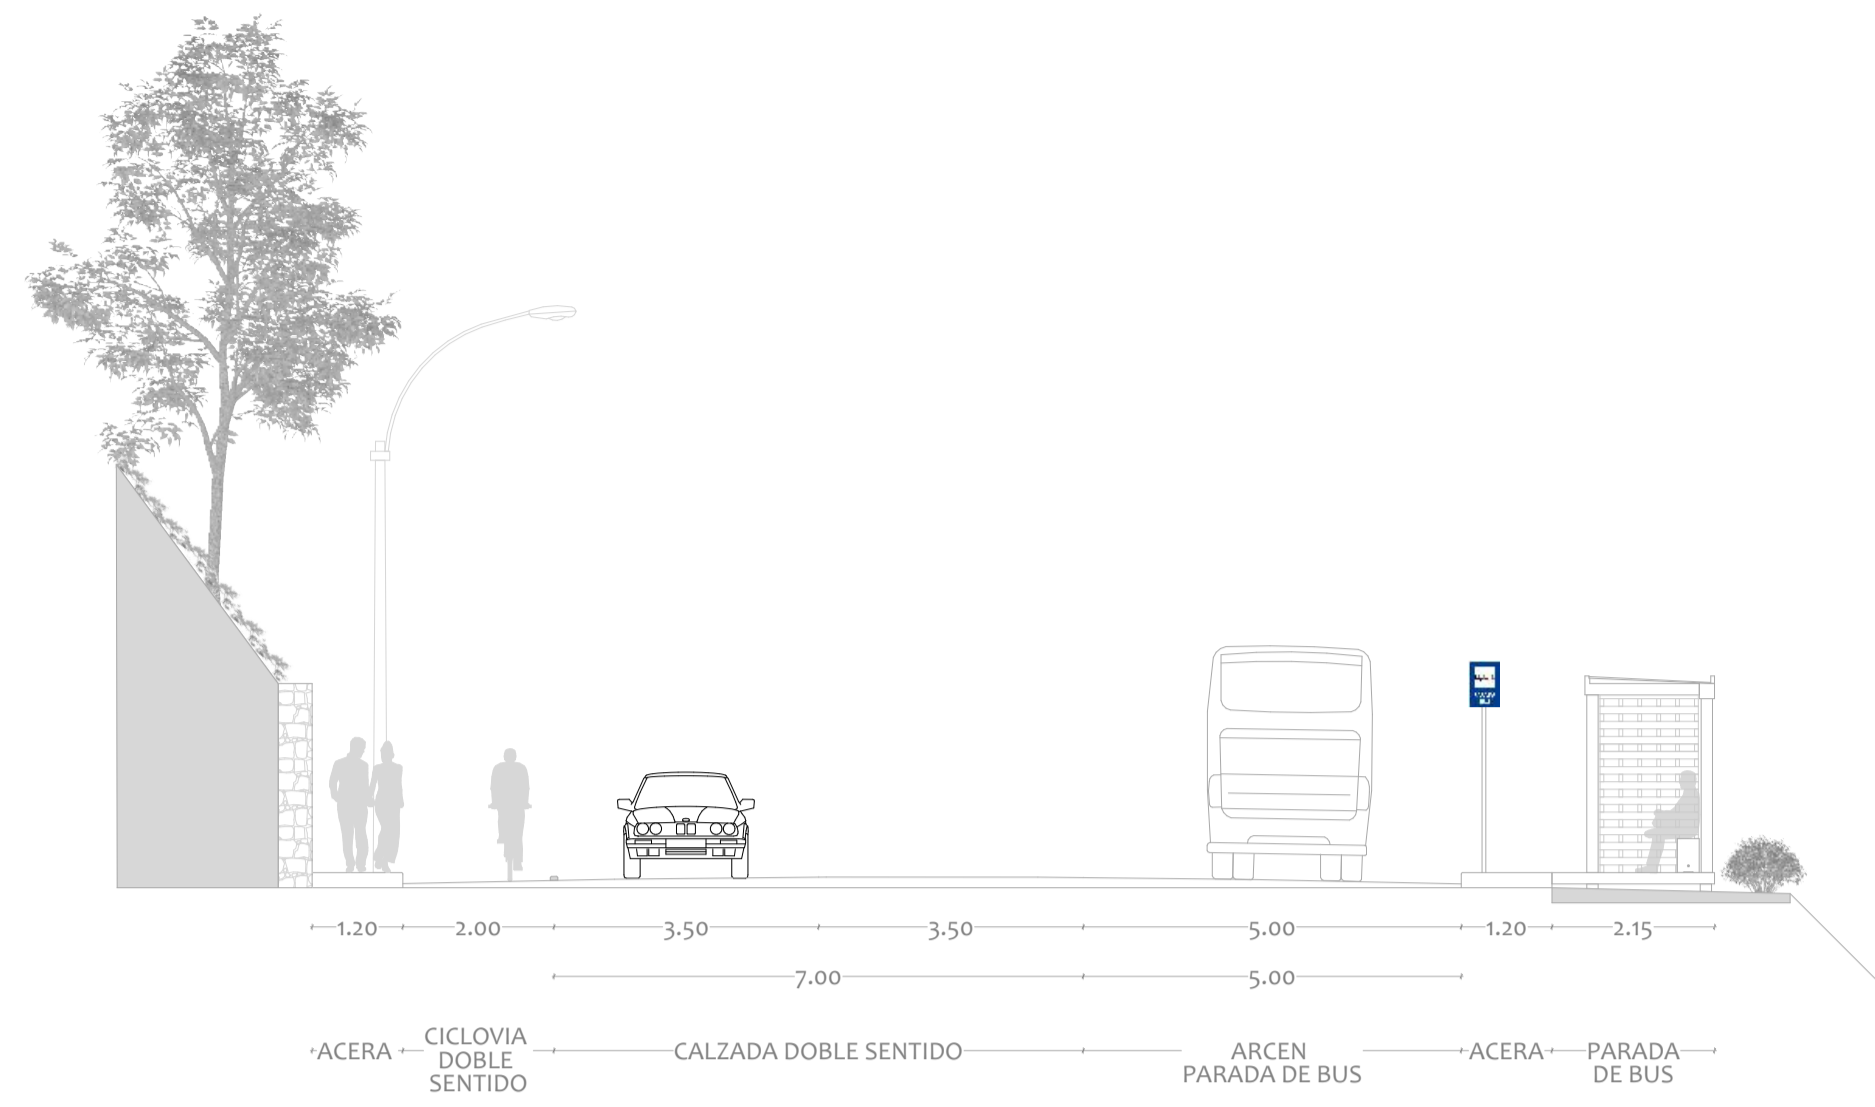 1.20 2.00 3.50 3.50 5.00 1.20 2.15
7.00 5.00
ACERA
CICLOVIA
DOBLE
SENTIDO
CALZADA DOBLE SENTIDO
ARCEN
PARADA DE BUS
ACERA
PARADA
DE BUS